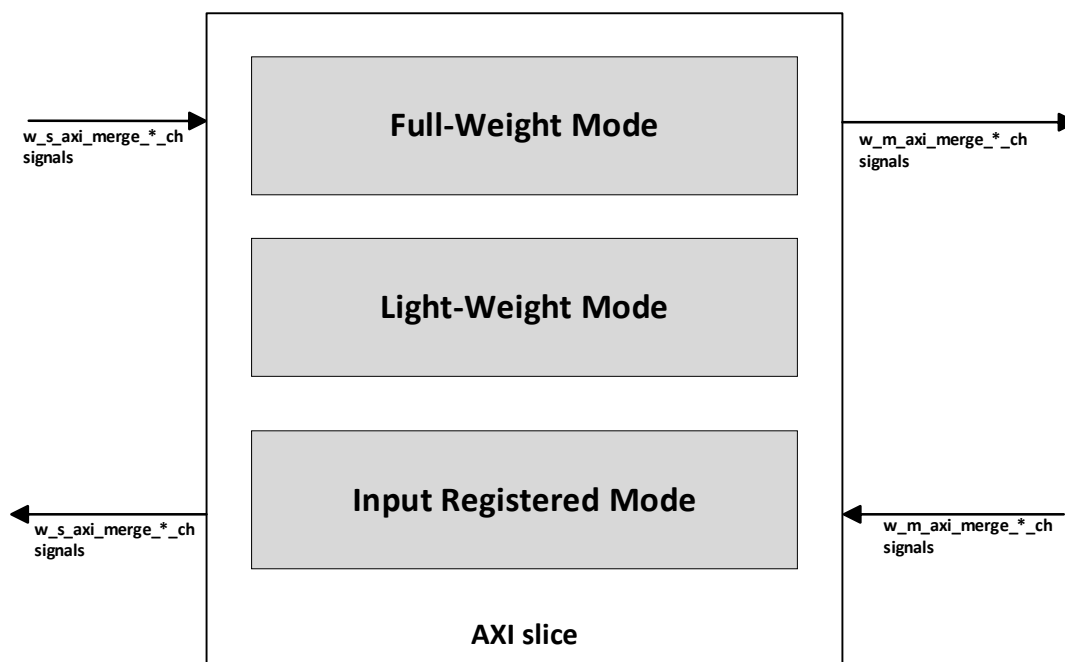 Full-Weight Mode
w_s_axi_merge_*_ch
signals
w_m_axi_merge_*_ch
signals
Light-Weight Mode
Input Registered Mode
w_s_axi_merge_*_ch
signals
w_m_axi_merge_*_ch
signals
AXI slice